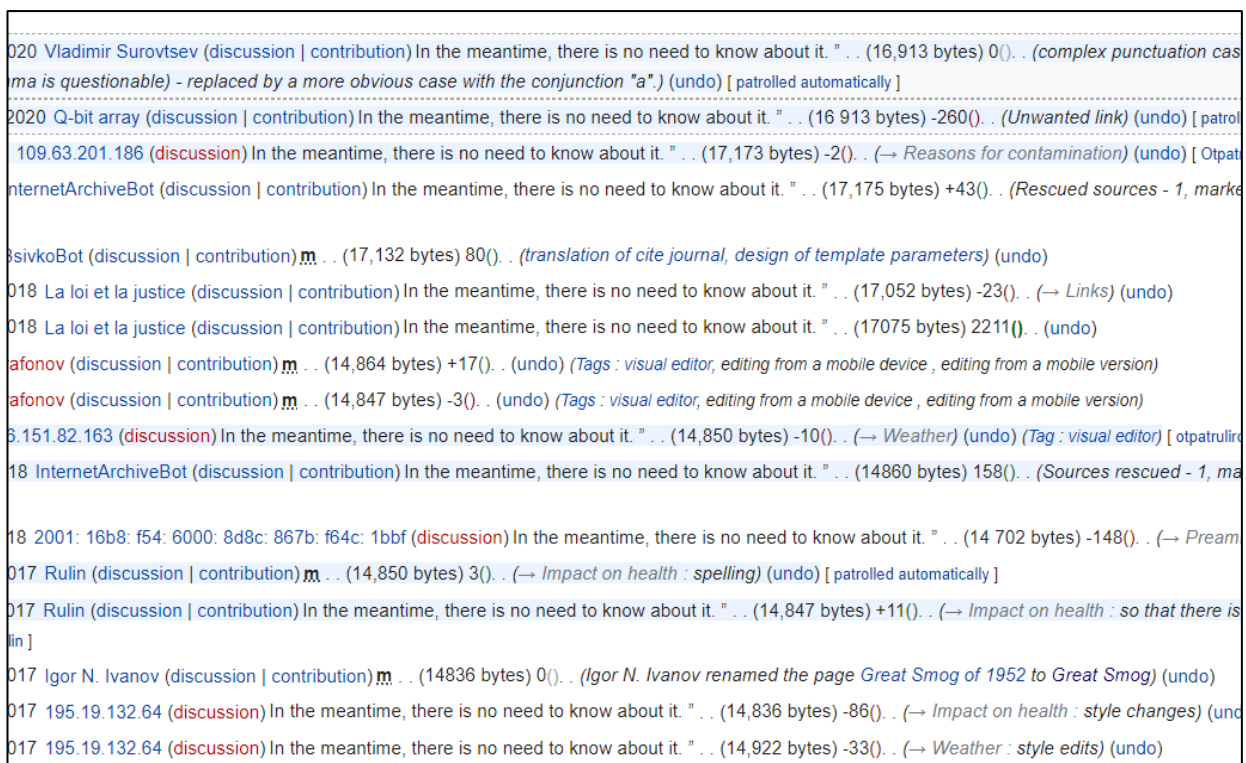 020 Vladimir Surovtsev (discussion | contribution) In the meantime, there is no need to know about it. ” . . (16,913 bytes) 0(). . (complex punctuation cas
ma is questionable) - replaced by a more obvious case with the conjunction "a".) (undo) [ patrolled automatically ]
2020 Q-bit array (discussion | contribution) In the meantime, there is no need to know about it. ” . . (16 913 bytes) -260(). . (Unwanted link) (undo) [ patrol
109.63.201.186 (discussion) In the meantime, there is no need to know about it. ” . . (17,173 bytes) -2(). . (→ Reasons for contamination) (undo) [ Otpat
nternetArchiveBot (discussion | contribution) In the meantime, there is no need to know about it. ” . . (17,175 bytes) +43(). . (Rescued sources - 1, marke
BsivkoBot (discussion | contribution) m . . (17,132 bytes) 80(). . (translation of cite journal, design of template parameters) (undo)
018 La loi et la justice (discussion | contribution) In the meantime, there is no need to know about it. ” . . (17,052 bytes) -23(). . (→ Links) (undo)
018 La loi et la justice (discussion | contribution) In the meantime, there is no need to know about it. ” . . (17075 bytes) 2211(). . (undo)
afonov (discussion | contribution) m . . (14,864 bytes) +17(). . (undo) (Tags : visual editor, editing from a mobile device , editing from a mobile version)
afonov (discussion | contribution) m . . (14,847 bytes) -3(). . (undo) (Tags : visual editor, editing from a mobile device , editing from a mobile version)
6.151.82.163 (discussion) In the meantime, there is no need to know about it. ” . . (14,850 bytes) -10(). . (→ Weather) (undo) (Tag : visual editor) [ otpatruliro
18 InternetArchiveBot (discussion | contribution) In the meantime, there is no need to know about it. ” . . (14860 bytes) 158(). . (Sources rescued - 1, ma
18 2001: 16b8: f54: 6000: 8d8c: 867b: f64c: 1bbf (discussion) In the meantime, there is no need to know about it. ” . . (14 702 bytes) -148(). . (→ Pream
017 Rulin (discussion | contribution) m . . (14,850 bytes) 3(). . (→ Impact on health : spelling) (undo) [ patrolled automatically ]
017 Rulin (discussion | contribution) In the meantime, there is no need to know about it. ” . . (14,847 bytes) +11(). . (→ Impact on health : so that there is
lin ]
017 Igor N. Ivanov (discussion | contribution) m . . (14836 bytes) 0(). . (Igor N. Ivanov renamed the page Great Smog of 1952 to Great Smog) (undo)
017 195.19.132.64 (discussion) In the meantime, there is no need to know about it. ” . . (14,836 bytes) -86(). . (→ Impact on health : style changes) (und
017 195.19.132.64 (discussion) In the meantime, there is no need to know about it. ” . . (14,922 bytes) -33(). . (→ Weather : style edits) (undo)